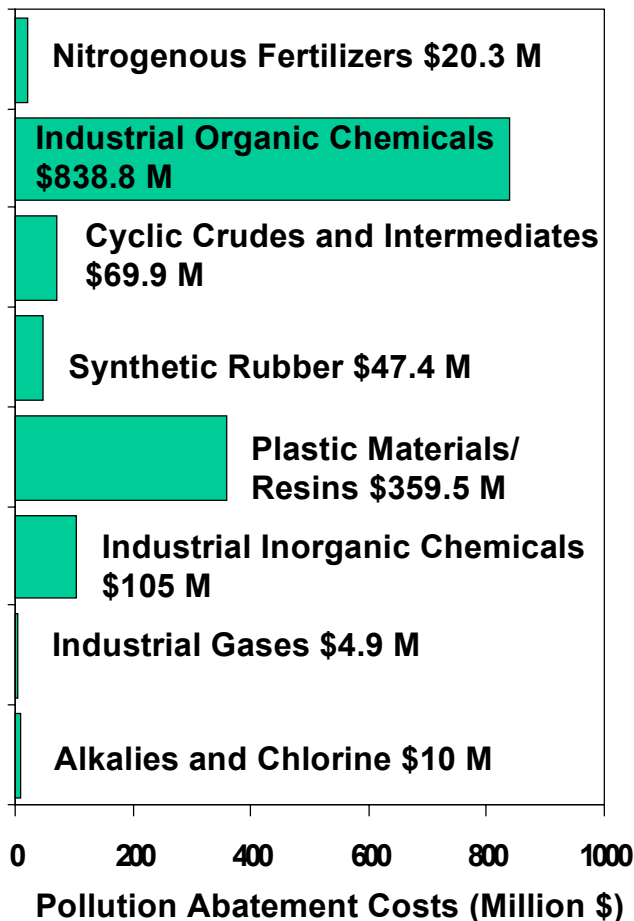 Nitrogenous Fertilizers $20.3 M
Industrial Organic Chemicals
$838.8 M
Cyclic Crudes and Intermediates
$69.9 M
Synthetic Rubber $47.4 M
Plastic Materials/
Resins $359.5 M
Industrial Inorganic Chemicals
$105 M
Industrial Gases $4.9 M
Alkalies and Chlorine $10 M
0 200 400 600 800 1000
Pollution Abatement Costs (Million $)